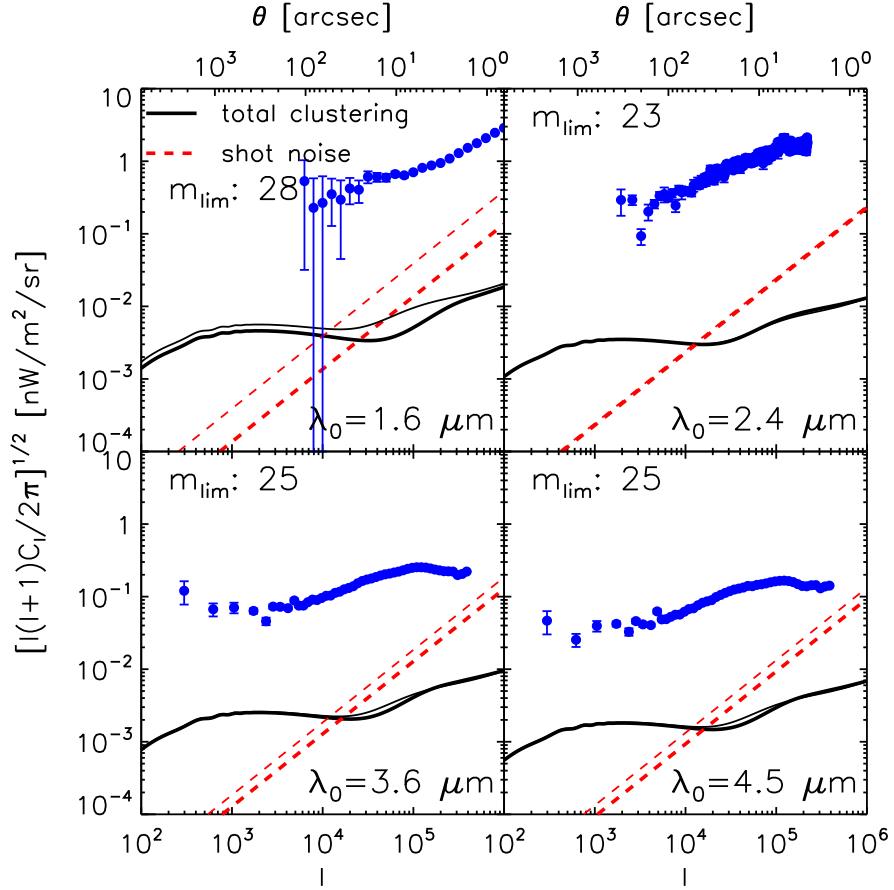 θ [arcsec] θ [arcsec]
10³ 10² 10¹ 10⁰ 10³ 10² 10¹ 10⁰
10
1
10⁻¹
10⁻²
10⁻³
10⁻⁴
total clustering
shot noise
m_lim: 28
λ₀=1.6 μm
m_lim: 23
λ₀=2.4 μm
[l(l+1)C_l/2π]^1/2 [nW/m²/sr]
10
1
10⁻¹
10⁻²
10⁻³
10⁻⁴
m_lim: 25
λ₀=3.6 μm
m_lim: 25
λ₀=4.5 μm
10² 10³ 10⁴ 10⁵ 10² 10³ 10⁴ 10⁵ 10⁶
l l